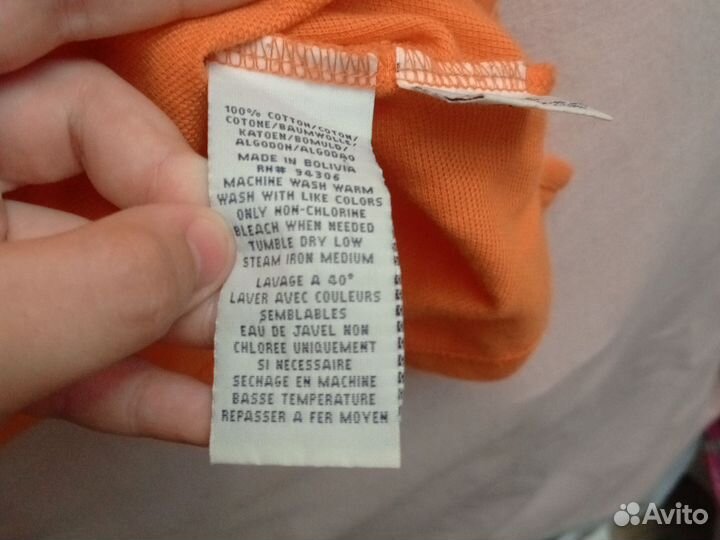 100% COTTON/COTON/
COTONE/BAUMWOLLE/
KATOEN/BOMULD/
ALGODON/ALGODAO
MADE IN BOLIVIA
RN# 94306
MACHINE WASH WARM
WASH WITH LIKE COLORS
ONLY NON-CHLORINE
BLEACH WHEN NEEDED
TUMBLE DRY LOW
STEAM IRON MEDIUM
LAVAGE A 40°
LAVER AVEC COULEURS
SEMBLABLES
EAU DE JAVEL NON
CHLOREE UNIQUEMENT
SI NECESSAIRE
SECHAGE EN MACHINE
BASSE TEMPERATURE
REPASSER A FER MOYEN
Avito